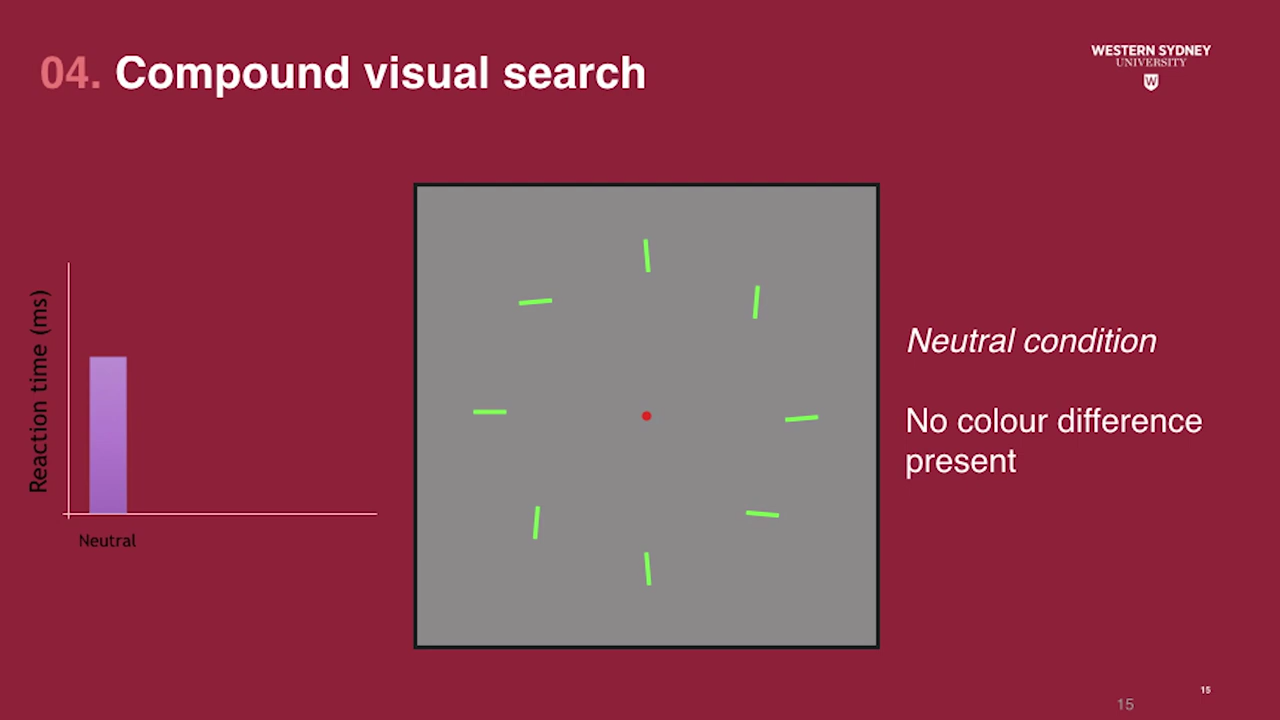 04. Compound visual search
WESTERN SYDNEY
UNIVERSITY
W
Reaction time (ms)
Neutral
Neutral condition
No colour difference
present
15
15